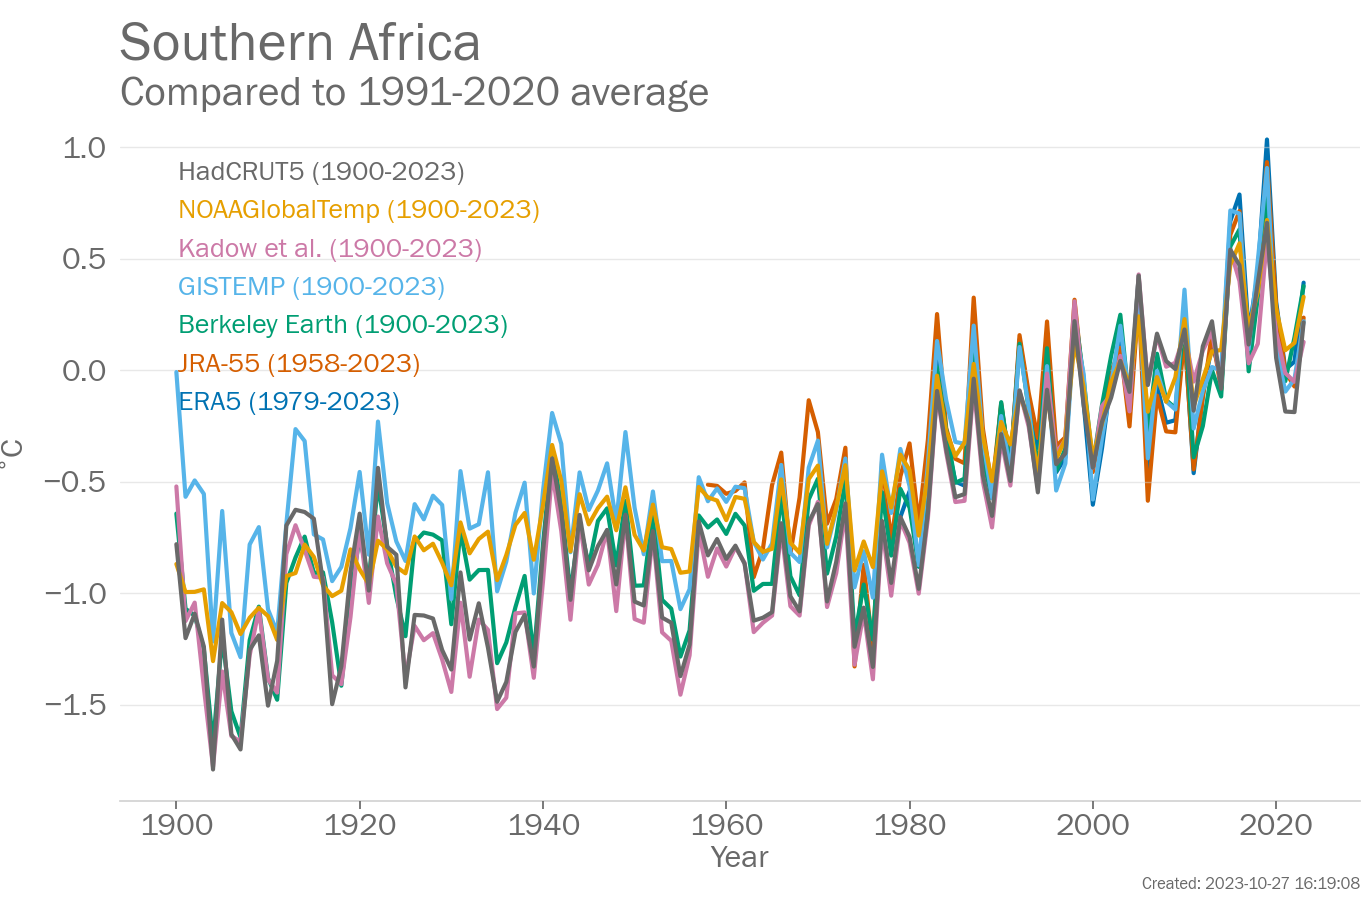 Southern Africa
Compared to 1991-2020 average
1.0
HadCRUT5 (1900-2023)
NOAAGlobalTemp (1900-2023)
Kadow et al. (1900-2023)
0.5
GISTEMP (1900-2023)
Berkeley Earth (1900-2023)
JRA-55 (1958-2023)
0.0
ERA5 (1979-2023)
°C
−0.5
−1.0
−1.5
1900 1920 1940 1960 1980 2000 2020
Year
Created: 2023-10-27 16:19:08